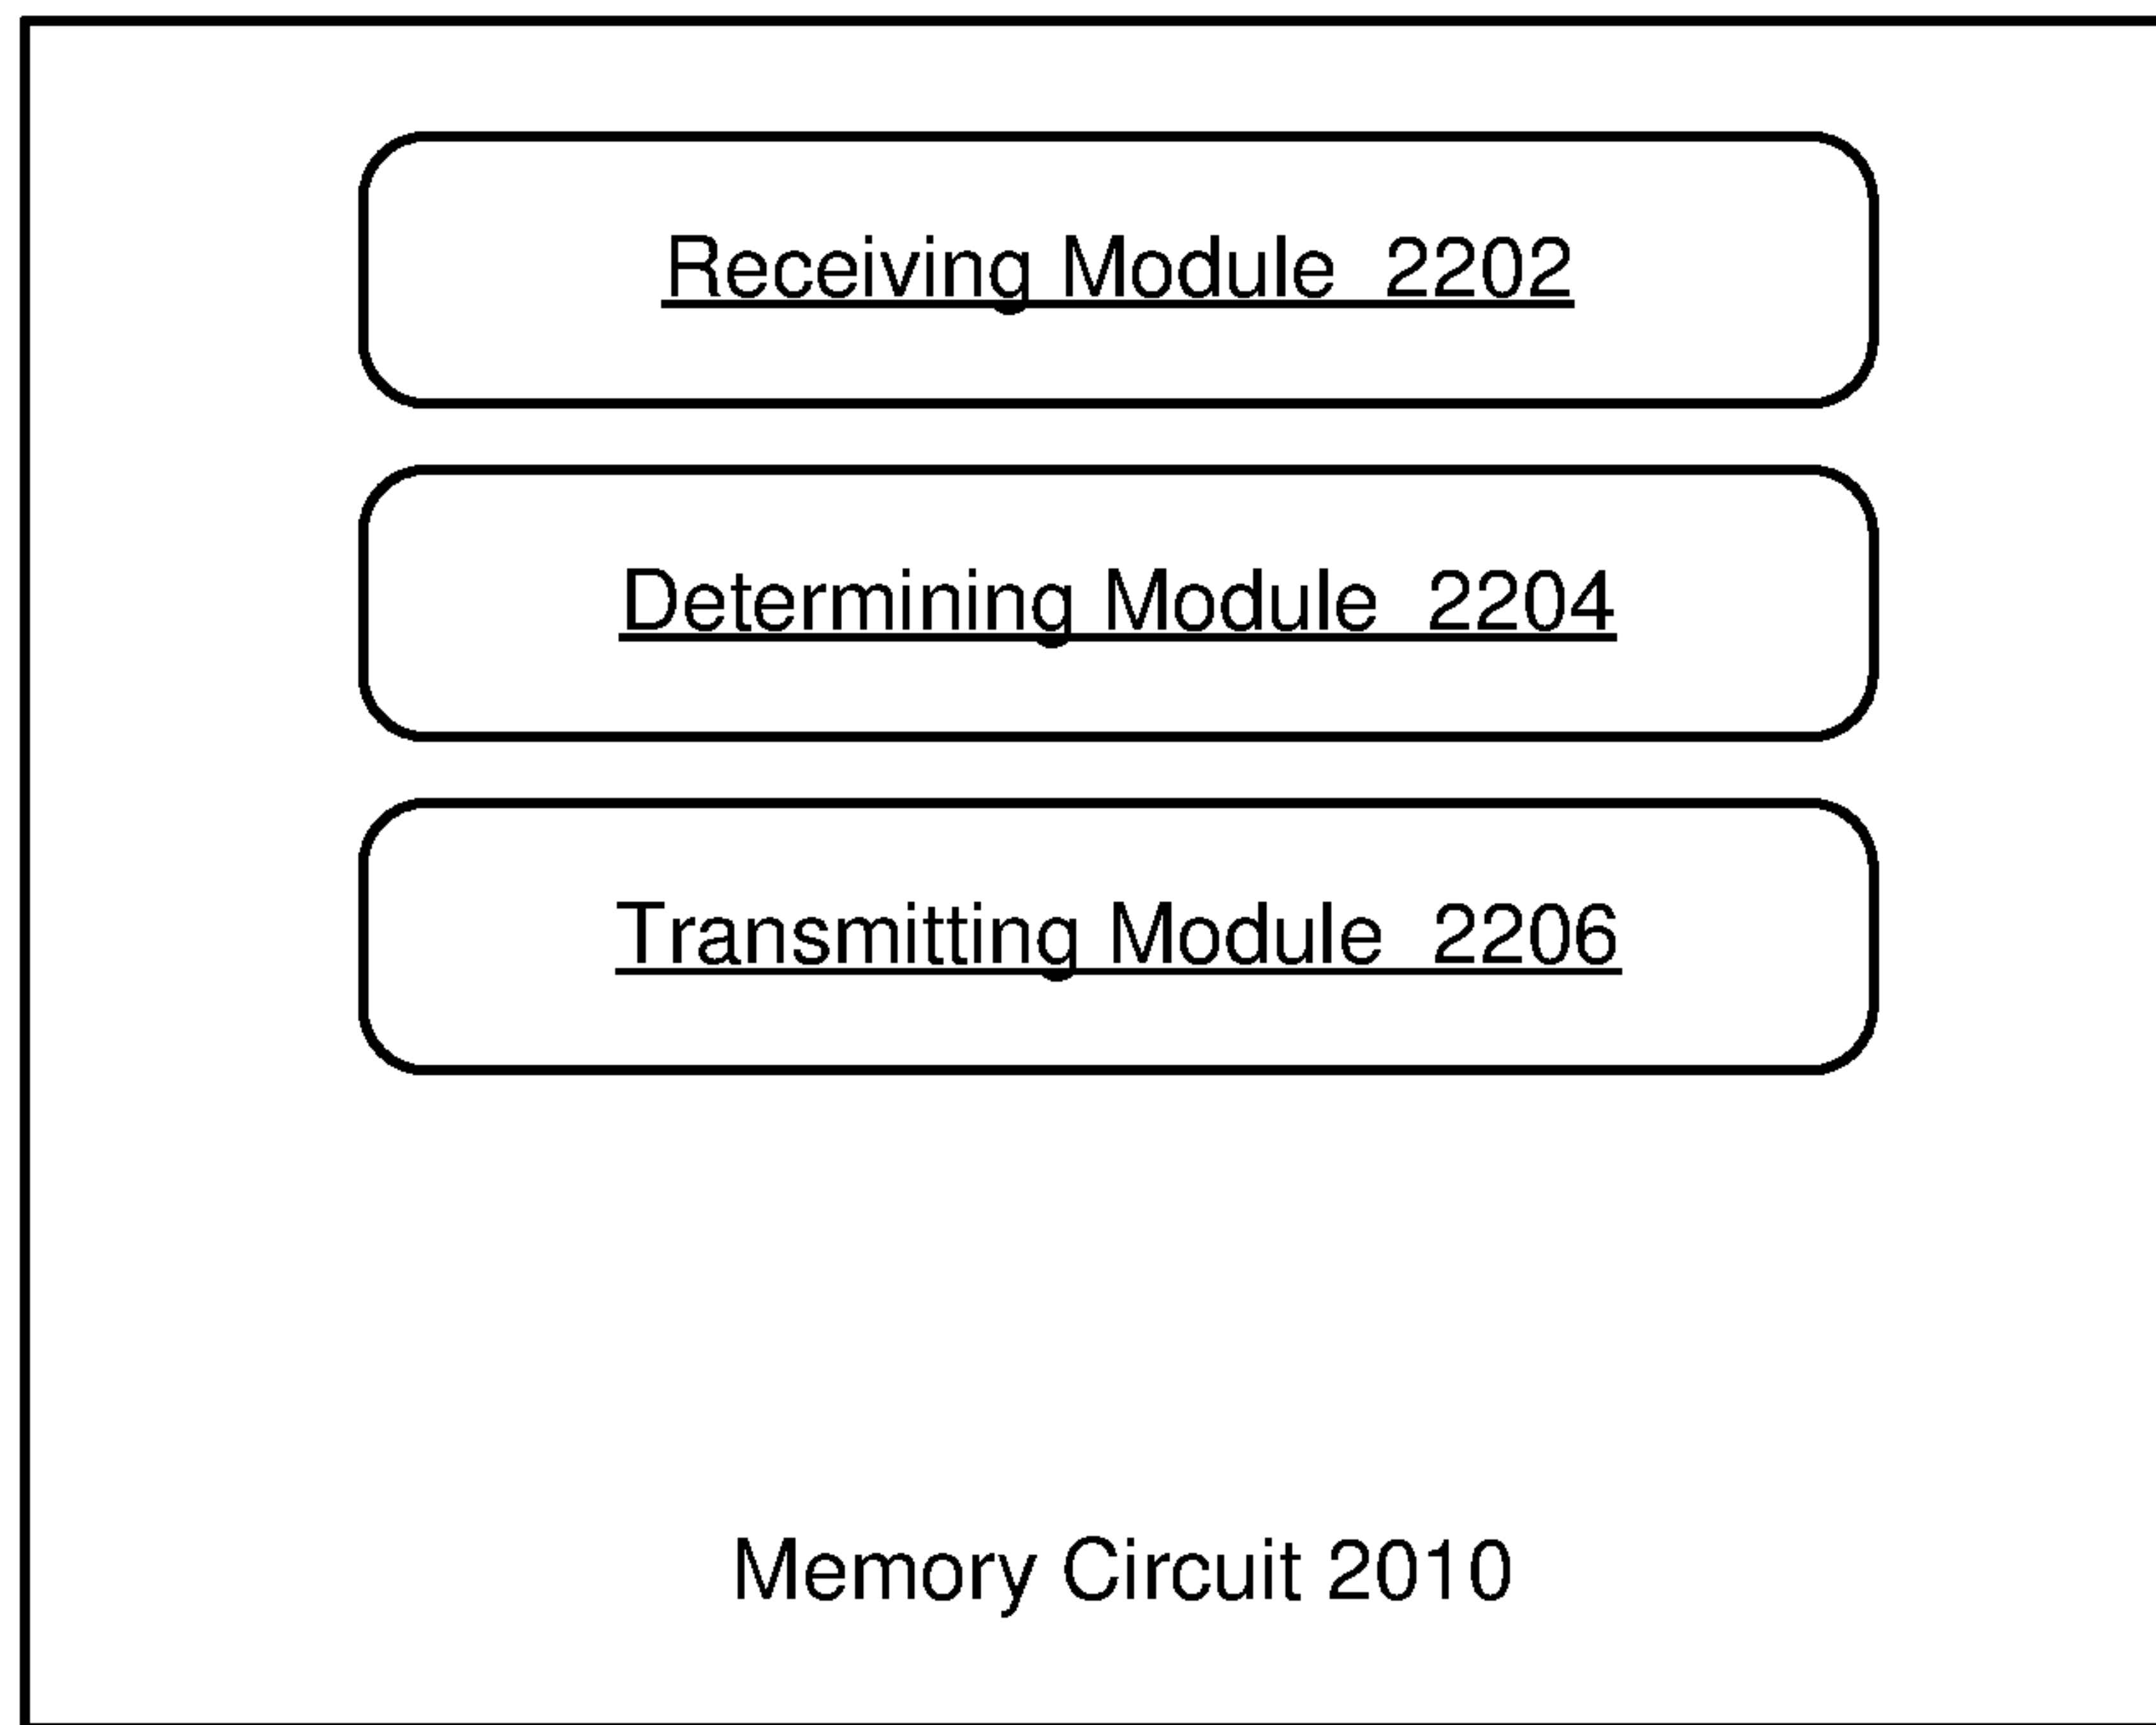 Receiving Module 2202
Determining Module 2204
Transmitting Module 2206
Memory Circuit 2010